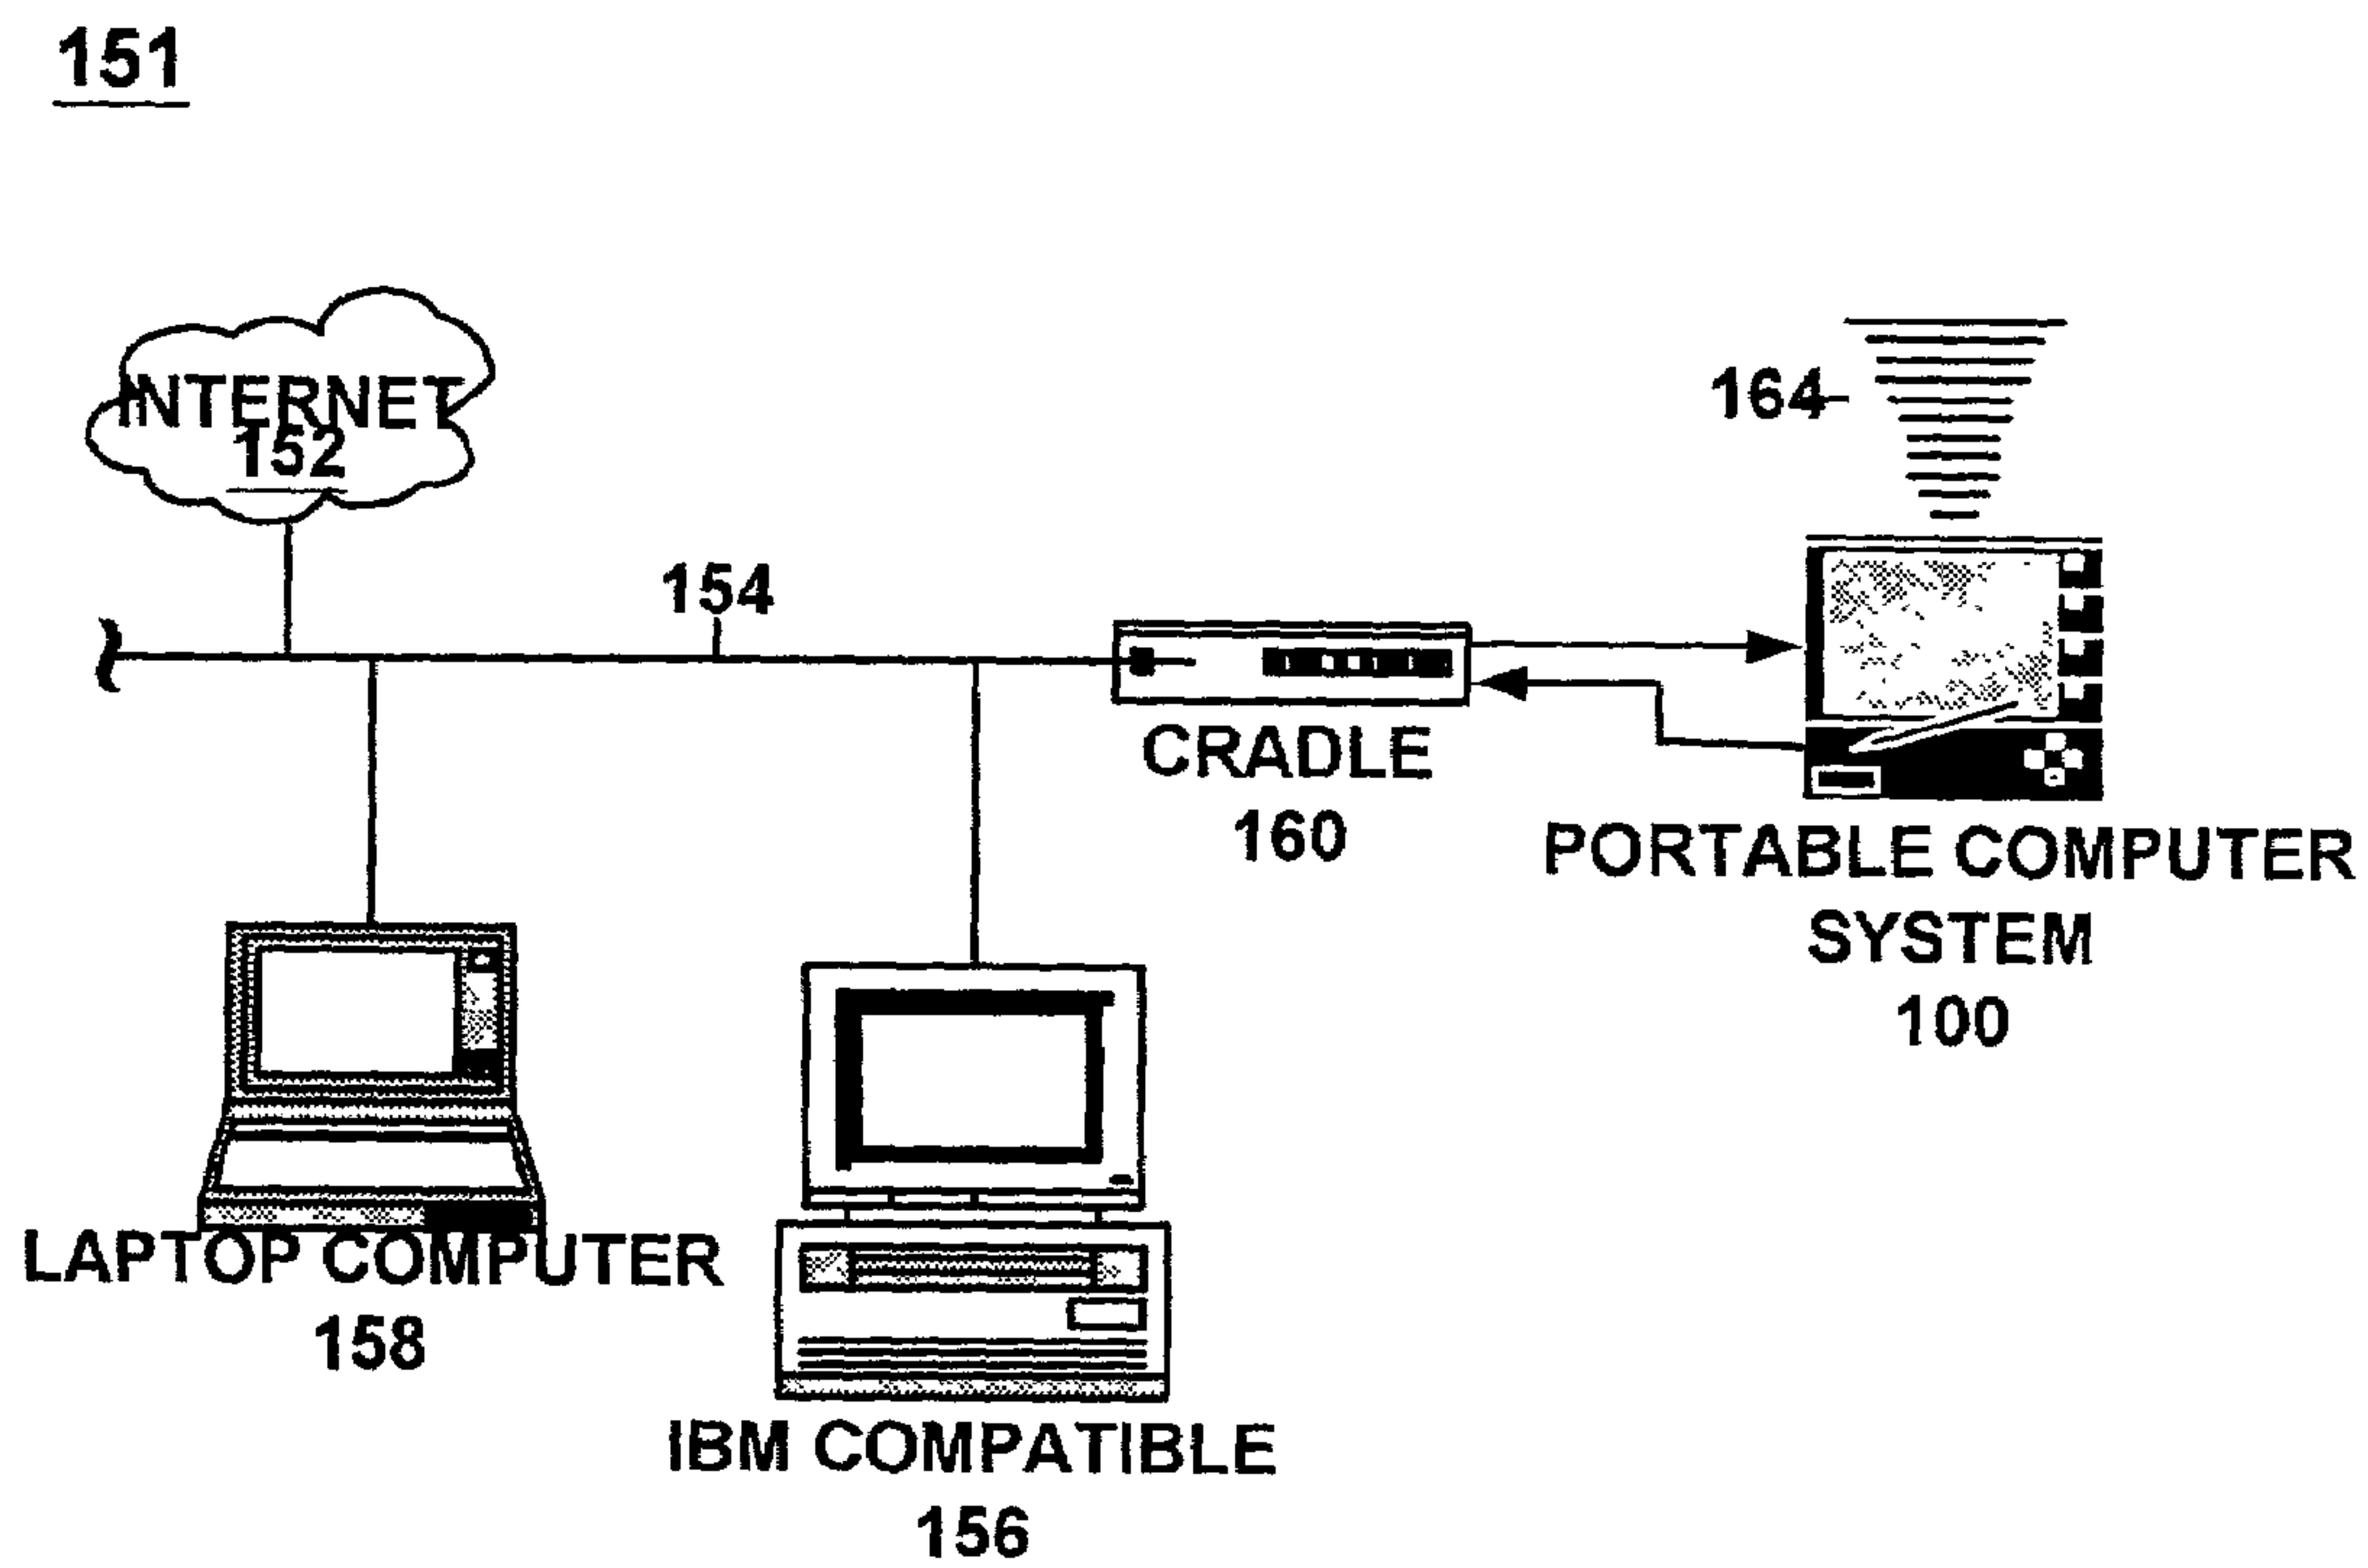 151
INTERNET
152
164
154
CRADLE
160
PORTABLE COMPUTER
SYSTEM
100
LAPTOP COMPUTER
158
IBM COMPATIBLE
156